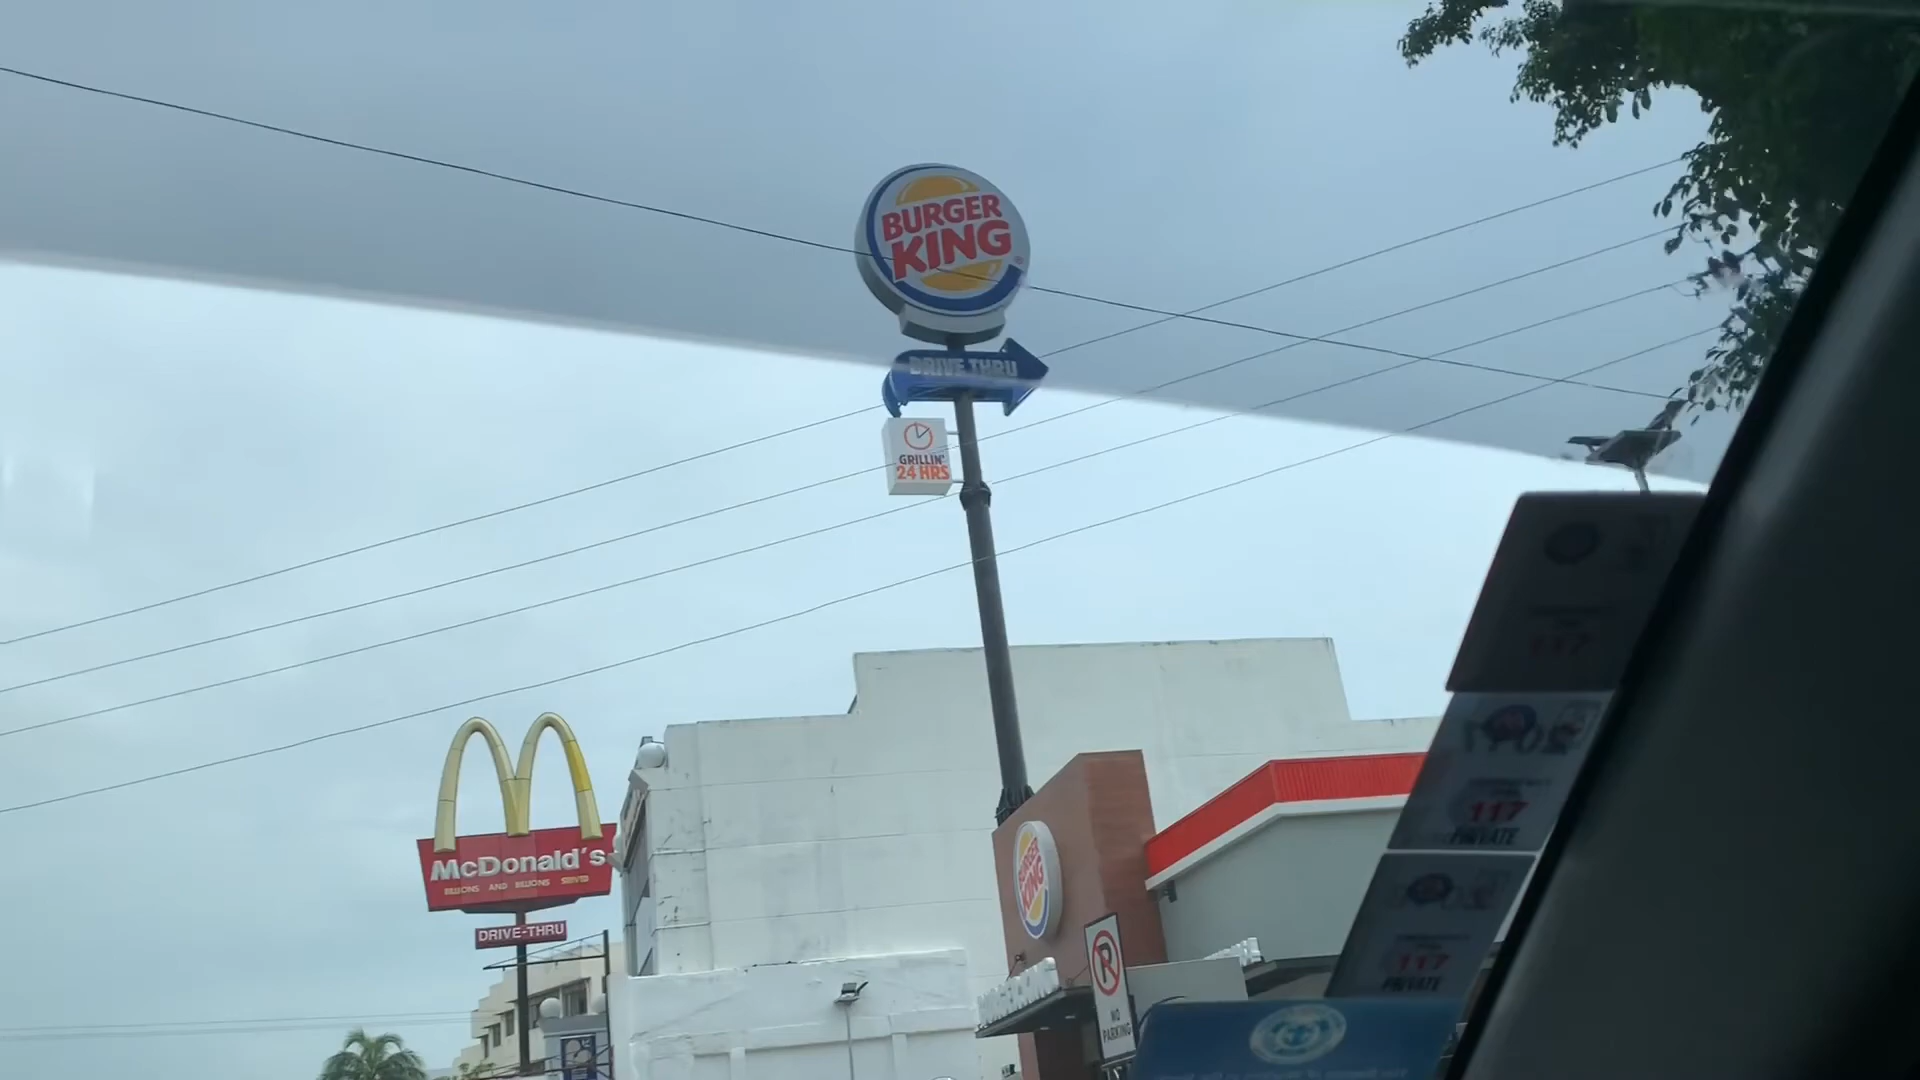 BURGER
KING
DRIVE THRU
GRILLIN'
24 HRS
McDonald's
BILLIONS AND BILLIONS SERVED
DRIVE-THRU
BURGER
KING
NO
PARKING
117
117
PRIVATE
117
PRIVATE